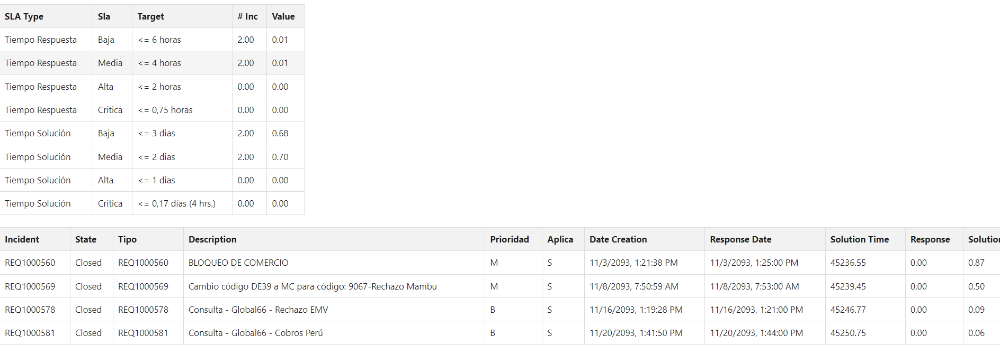 SLA Type Sla Target # Inc Value
Tiempo Respuesta Baja <= 6 horas 2.00 0.01
Tiempo Respuesta Media <= 4 horas 2.00 0.01
Tiempo Respuesta Alta <= 2 horas 0.00 0.00
Tiempo Respuesta Critica <= 0,75 horas 0.00 0.00
Tiempo Solución Baja <= 3 dias 2.00 0.68
Tiempo Solución Media <= 2 dias 2.00 0.70
Tiempo Solución Alta <= 1 dias 0.00 0.00
Tiempo Solución Critica <= 0,17 días (4 hrs.) 0.00 0.00
Incident State Tipo Description Prioridad Aplica Date Creation Response Date Solution Time Response Solution
REQ1000560 Closed REQ1000560 BLOQUEO DE COMERCIO M S 11/3/2093, 1:21:38 PM 11/3/2093, 1:25:00 PM 45236.55 0.00 0.87
REQ1000569 Closed REQ1000569 Cambio código DE39 a MC para código: 9067-Rechazo Mambu M S 11/8/2093, 7:50:59 AM 11/8/2093, 7:53:00 AM 45239.45 0.00 0.50
REQ1000578 Closed REQ1000578 Consulta - Global66 - Rechazo EMV B S 11/16/2093, 1:19:28 PM 11/16/2093, 1:21:00 PM 45246.77 0.00 0.09
REQ1000581 Closed REQ1000581 Consulta - Global66 - Cobros Perú B S 11/20/2093, 1:41:50 PM 11/20/2093, 1:44:00 PM 45250.75 0.00 0.06